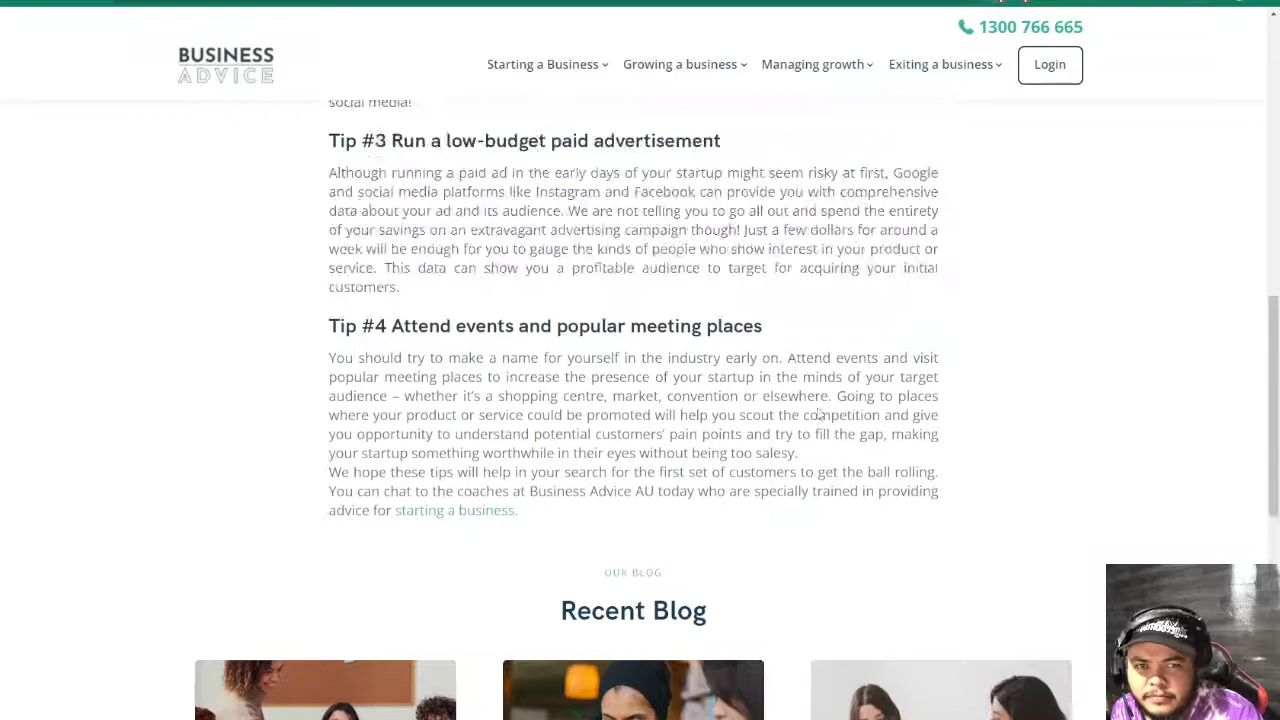 1300 766 665
BUSINESS
ADVICE
Starting a Business
Growing a business
Managing growth
Exiting a business
Login
social media!
Tip #3 Run a low-budget paid advertisement
Although running a paid ad in the early days of your startup might seem risky at first, Google
and social media platforms like Instagram and Facebook can provide you with comprehensive
data about your ad and its audience. We are not telling you to go all out and spend the entirety
of your savings on an extravagant advertising campaign though! Just a few dollars for around a
week will be enough for you to gauge the kinds of people who show interest in your product or
service. This data can show you a profitable audience to target for acquiring your initial
customers.
Tip #4 Attend events and popular meeting places
You should try to make a name for yourself in the industry early on. Attend events and visit
popular meeting places to increase the presence of your startup in the minds of your target
audience – whether it's a shopping centre, market, convention or elsewhere. Going to places
where your product or service could be promoted will help you scout the competition and give
you opportunity to understand potential customers' pain points and try to fill the gap, making
your startup something worthwhile in their eyes without being too salesy.
We hope these tips will help in your search for the first set of customers to get the ball rolling.
You can chat to the coaches at Business Advice AU today who are specially trained in providing
advice for starting a business.
OUR BLOG
Recent Blog